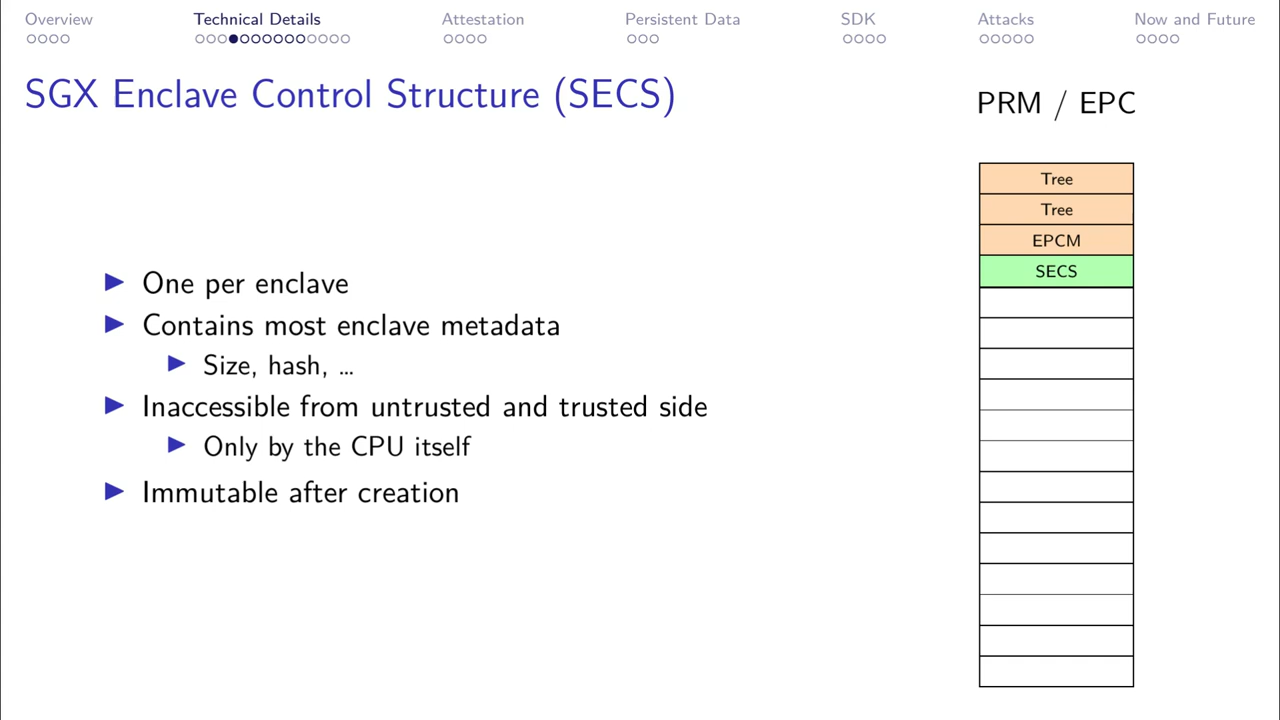 Overview Technical Details Attestation Persistent Data SDK Attacks Now and Future
SGX Enclave Control Structure (SECS)
PRM / EPC
Tree
Tree
EPCM
SECS
One per enclave
Contains most enclave metadata
Size, hash, ...
Inaccessible from untrusted and trusted side
Only by the CPU itself
Immutable after creation